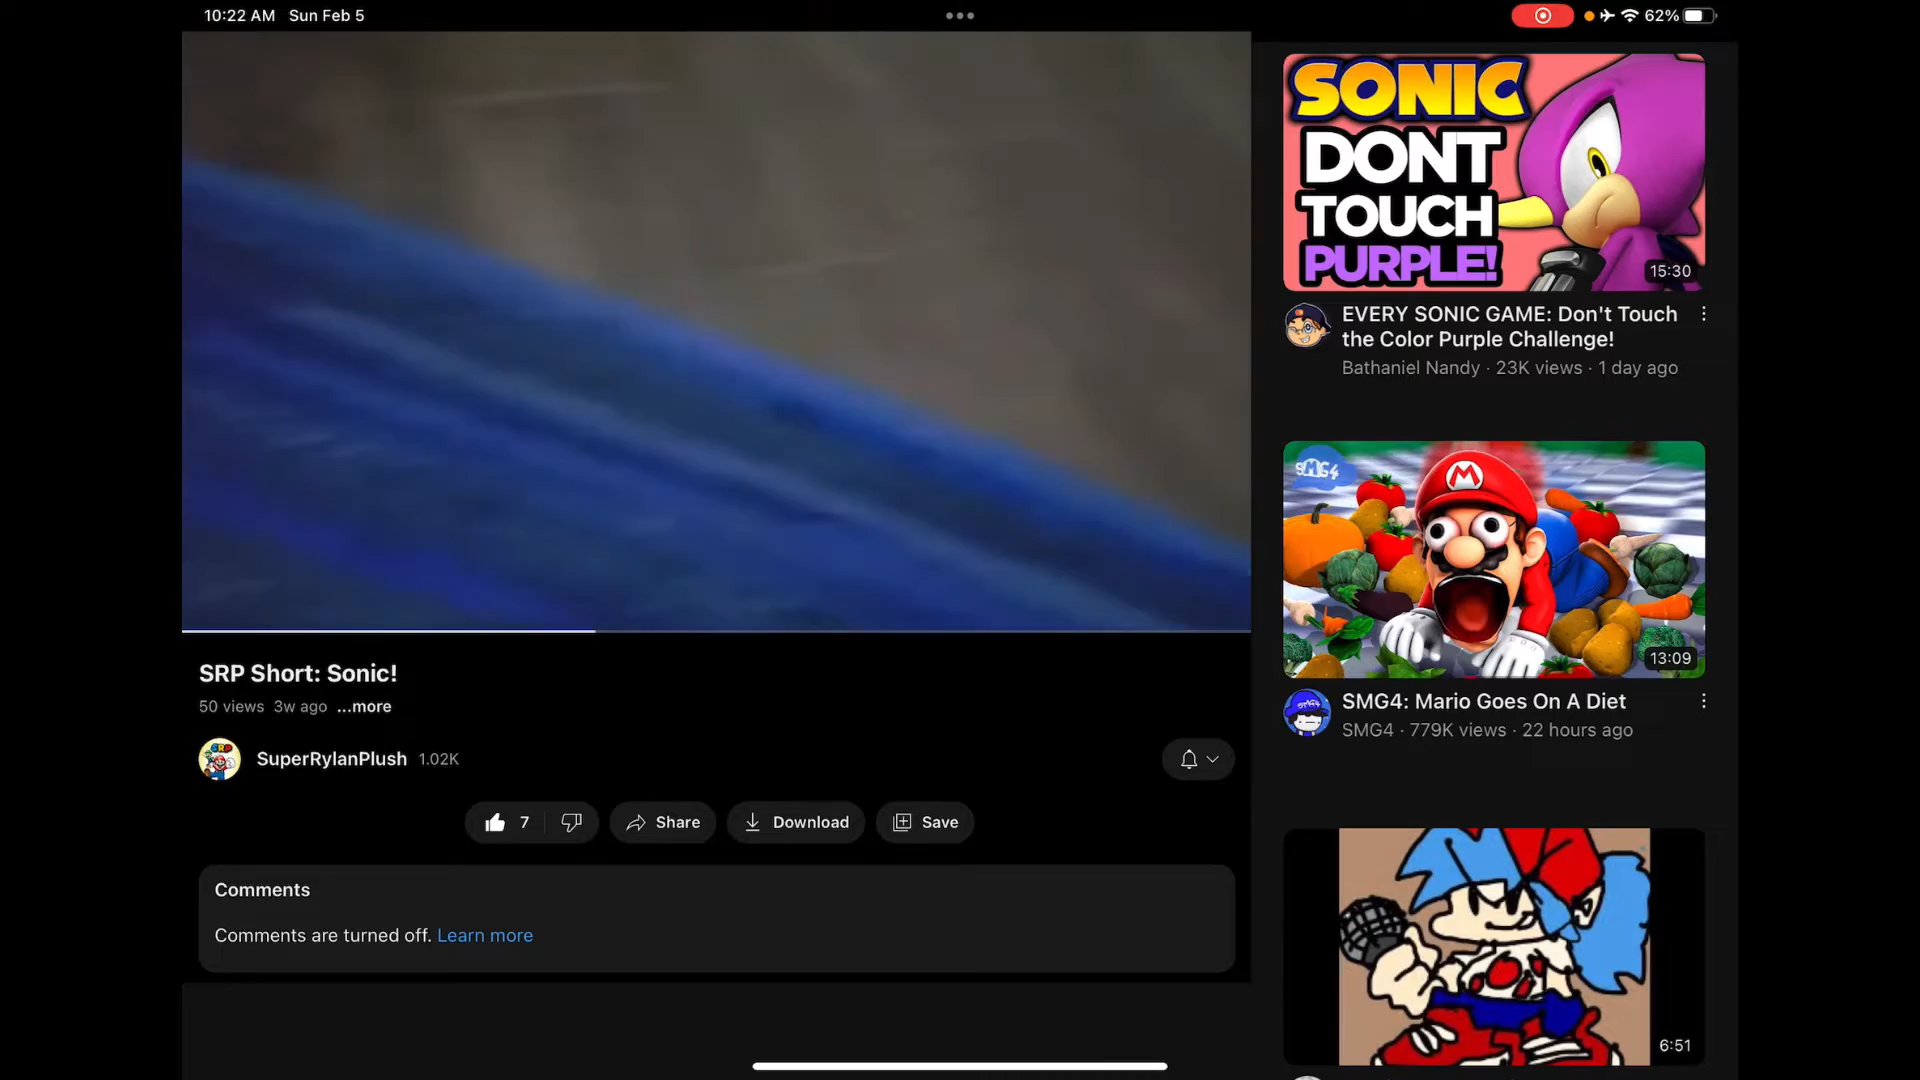 10:22 AM Sun Feb 5
62%
SONIC
DONT
TOUCH
PURPLE!
15:30
EVERY SONIC GAME: Don't Touch
the Color Purple Challenge!
Bathaniel Nandy · 23K views · 1 day ago
SMG4
M
13:09
SMG4: Mario Goes On A Diet
SMG4 · 779K views · 22 hours ago
6:51
SRP Short: Sonic!
50 views 3w ago ...more
SRP
SuperRylanPlush 1.02K
7
Share
Download
Save
Comments
Comments are turned off. Learn more